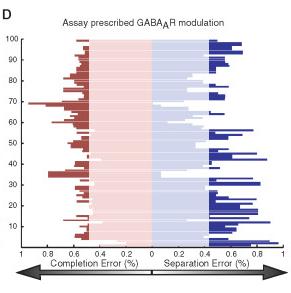 D
Assay prescribed GABAAR modulation
100
90
80
70
60
50
40
30
20
10
1 0.8 0.6 0.4 0.2 0 0.2 0.4 0.6 0.8 1
Completion Error (%) Separation Error (%)